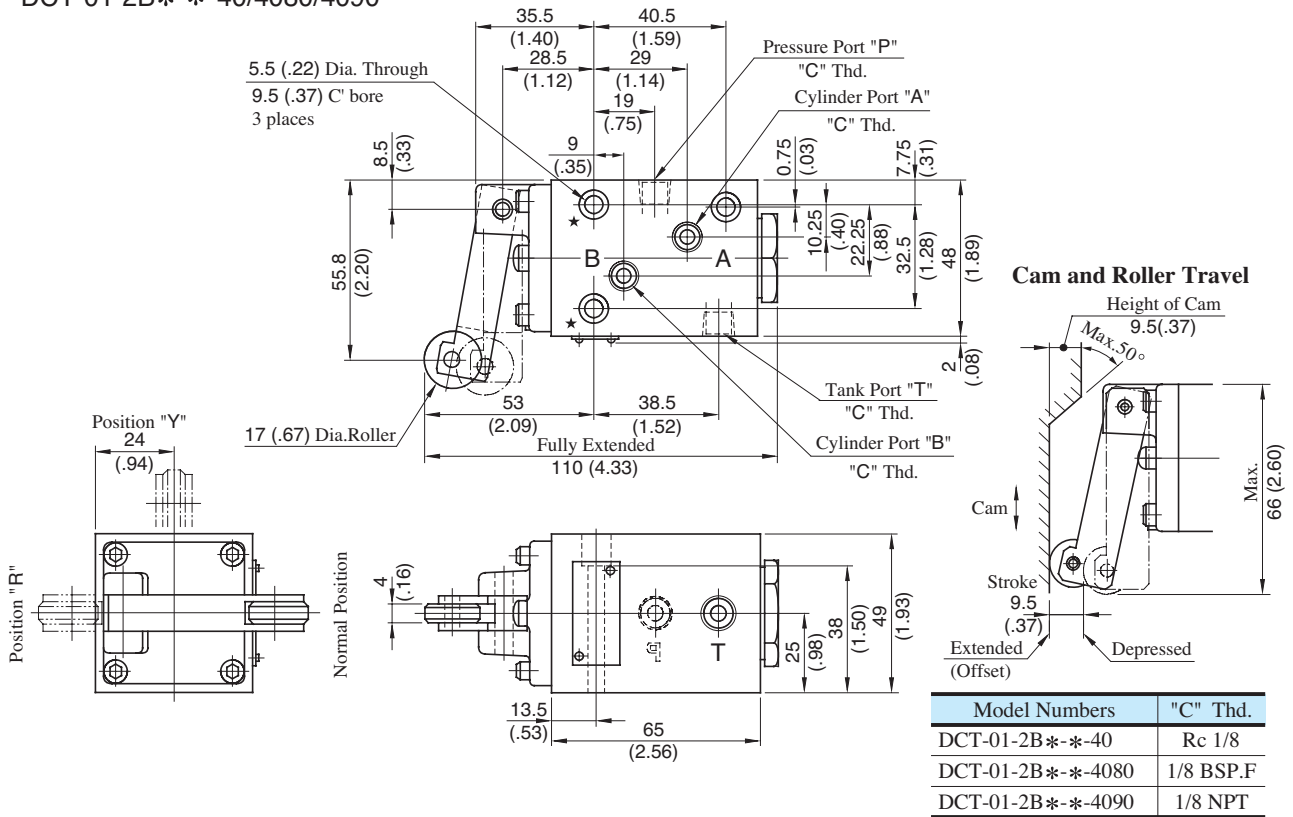 DCT-01-2B*-*-40/4080/4090
35.5
(1.40)
40.5
(1.59)
Pressure Port "P"
"C" Thd.
28.5
(1.12)
29
(1.14)
5.5 (.22) Dia. Through
9.5 (.37) C' bore
3 places
Cylinder Port "A"
"C" Thd.
19
(.75)
9
(.35)
8.5
(.33)
0.75
(.03)
7.75
(.31)
55.8
(2.20)
★
B
A
★
10.25
(.40)
22.25
(.88)
32.5
(1.28)
48
(1.89)
2
(.08)
Tank Port "T"
"C" Thd.
53
(2.09)
38.5
(1.52)
17 (.67) Dia.Roller
Fully Extended
110 (4.33)
Cylinder Port "B"
"C" Thd.
Cam and Roller Travel
Height of Cam
9.5(.37)
Max.50°
Cam
Max.
66 (2.60)
Stroke
9.5
(.37)
Extended
(Offset)
Depressed
Position "Y"
24
(.94)
Position "R"
Normal Position
4
(.16)
P
T
25
(.98)
38
(1.50)
49
(1.93)
13.5
(.53)
65
(2.56)
Model Numbers "C" Thd.
DCT-01-2B*-*-40 Rc 1/8
DCT-01-2B*-*-4080 1/8 BSP.F
DCT-01-2B*-*-4090 1/8 NPT